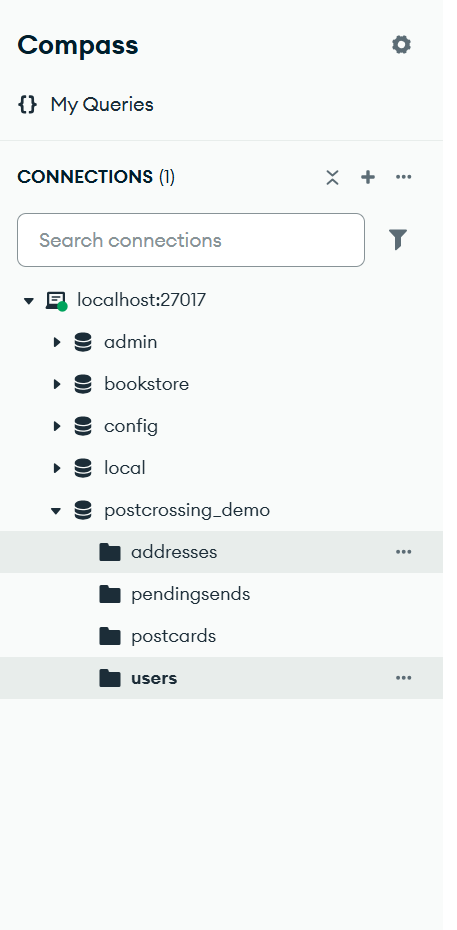 Compass
{} My Queries
CONNECTIONS (1)
Search connections
localhost:27017
admin
bookstore
config
local
postcrossing_demo
addresses
pendingsends
postcards
users